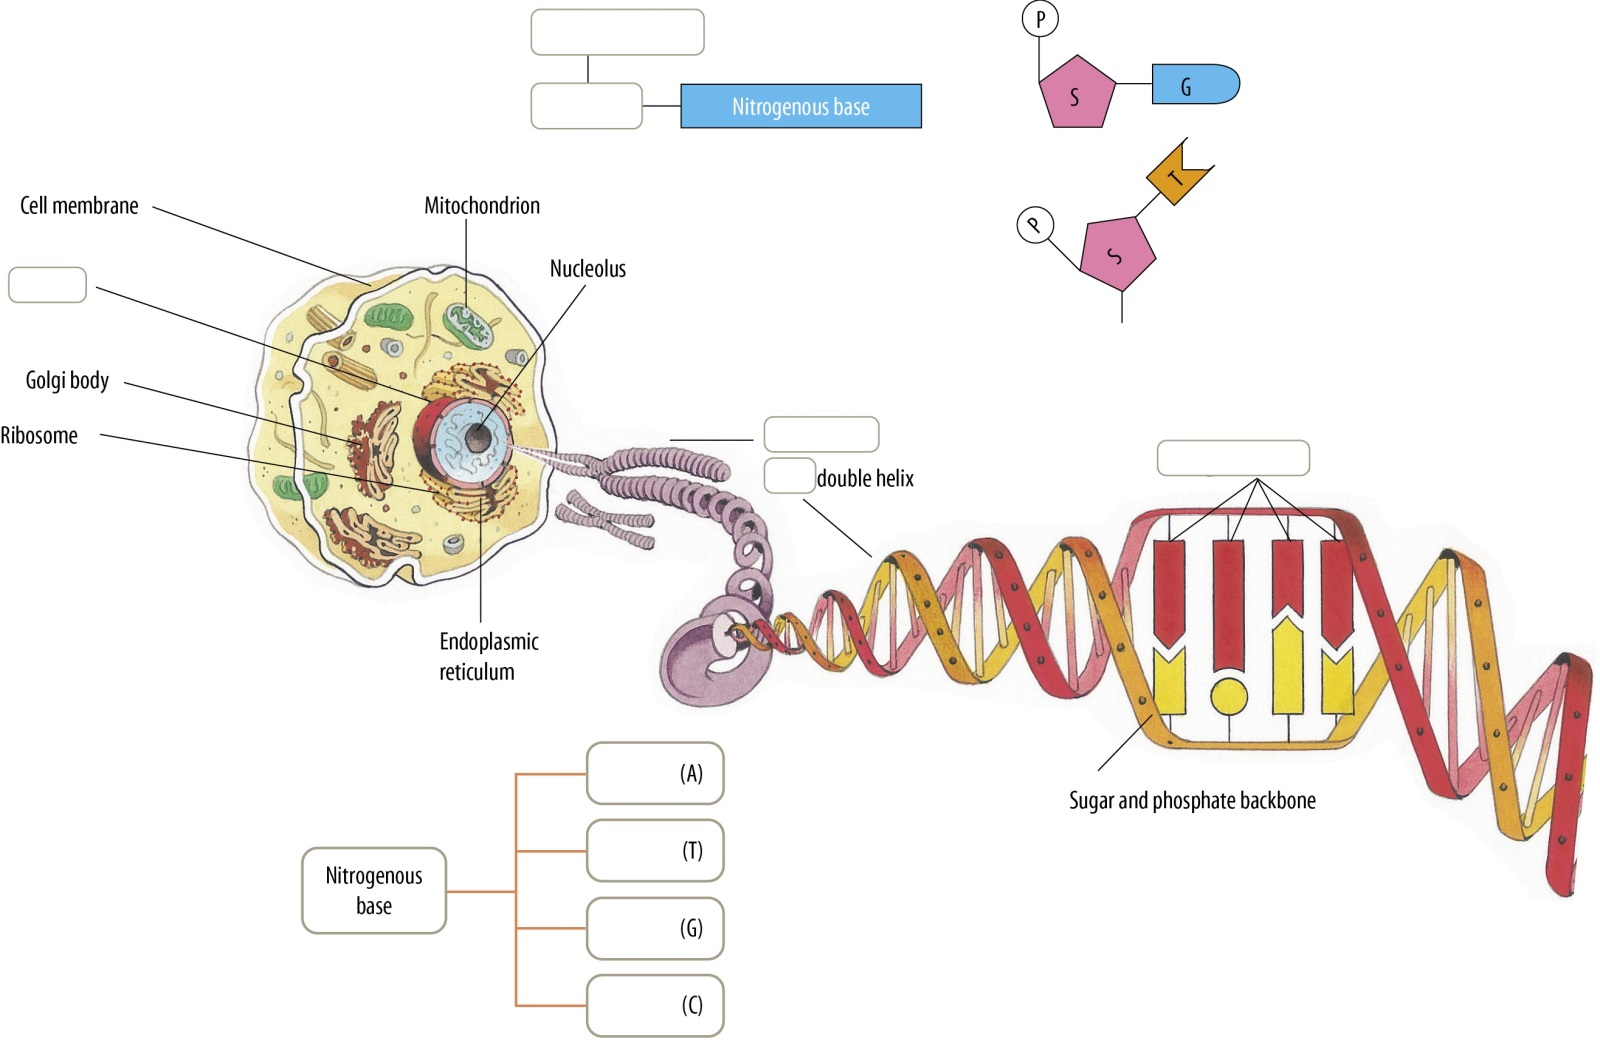 P
S
G
Nitrogenous base
T
P
S
Cell membrane
Mitochondrion
Nucleolus
Golgi body
Ribosome
double helix
Endoplasmic
reticulum
Sugar and phosphate backbone
Nitrogenous
base
(A)
(T)
(G)
(C)